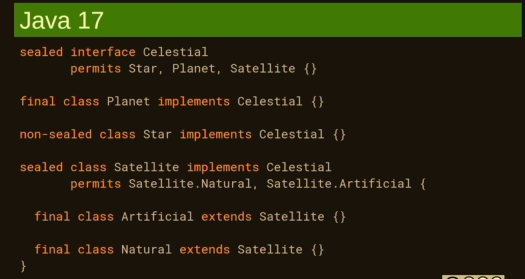 Java 17
sealed interface Celestial
permits Star, Planet, Satellite {}
final class Planet implements Celestial {}
non-sealed class Star implements Celestial {}
sealed class Satellite implements Celestial
permits Satellite.Natural, Satellite.Artificial {
final class Artificial extends Satellite {}
final class Natural extends Satellite {}
}